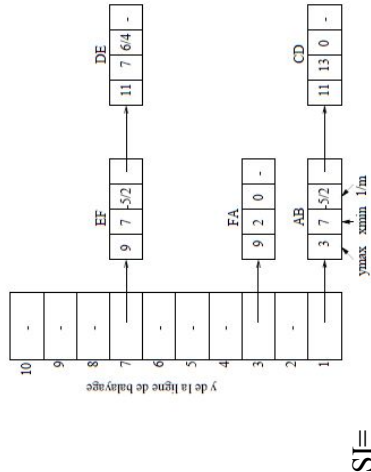 SI=
y de la ligne de balayage
10 -
9 -
8 -
EF DE
7 9 7 -5/2 11 7 6/4 -
6 -
5 -
4 -
FA
3 9 2 0 -
2 -
AB CD
1 3 7 -5/2 11 13 0 -
ymax xmin 1/m